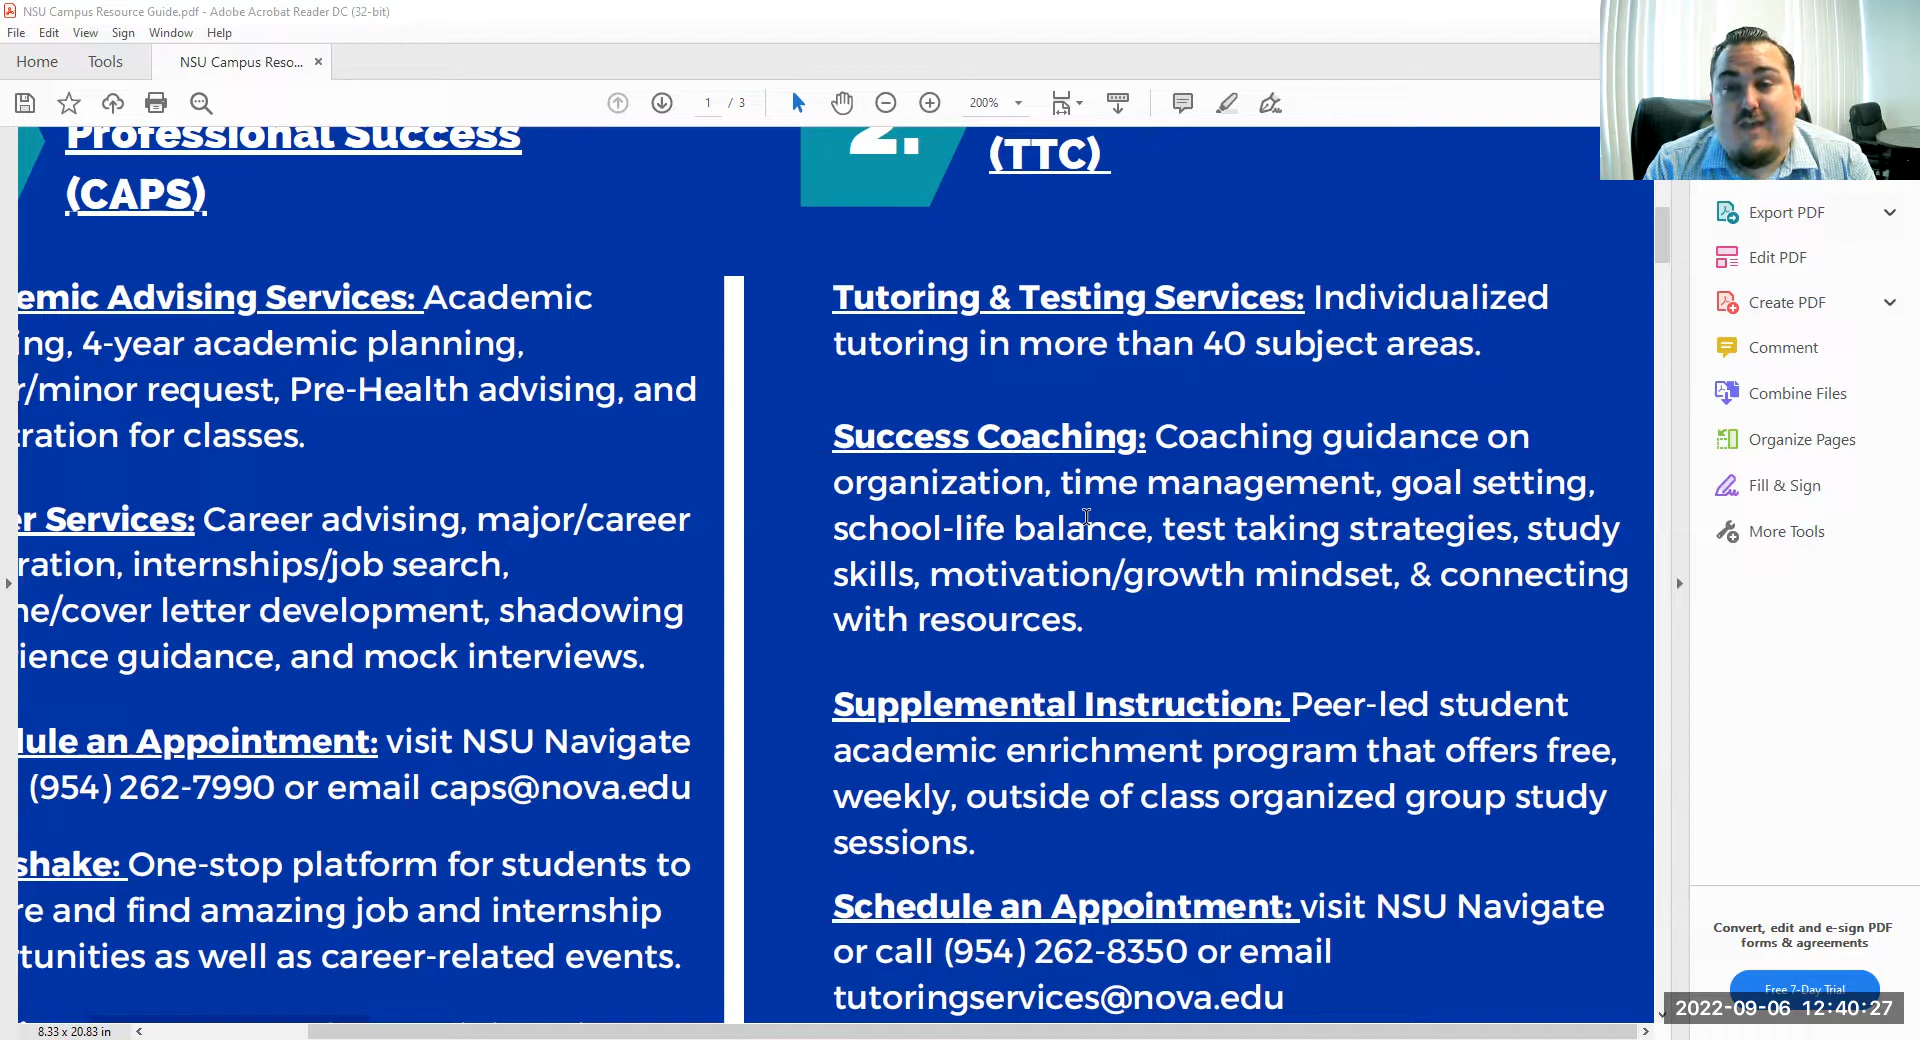 NSU Campus Resource Guide.pdf - Adobe Acrobat Reader DC (32-bit)
File Edit View Sign Window Help
Home Tools NSU Campus Reso... ×
1 / 3 200%
Professional Success
(CAPS)
emic Advising Services: Academic
ing, 4-year academic planning,
r/minor request, Pre-Health advising, and
tration for classes.
er Services: Career advising, major/career
ration, internships/job search,
ne/cover letter development, shadowing
ience guidance, and mock interviews.
lule an Appointment: visit NSU Navigate
(954) 262-7990 or email caps@nova.edu
shake: One-stop platform for students to
re and find amazing job and internship
tunities as well as career-related events.
2.
(TTC)
Tutoring & Testing Services: Individualized
tutoring in more than 40 subject areas.
Success Coaching: Coaching guidance on
organization, time management, goal setting,
school-life balance, test taking strategies, study
skills, motivation/growth mindset, & connecting
with resources.
Supplemental Instruction: Peer-led student
academic enrichment program that offers free,
weekly, outside of class organized group study
sessions.
Schedule an Appointment: visit NSU Navigate
or call (954) 262-8350 or email
tutoringservices@nova.edu
Export PDF
Edit PDF
Create PDF
Comment
Combine Files
Organize Pages
Fill & Sign
More Tools
Convert, edit and e-sign PDF
forms & agreements
Free 7-Day Trial
2022-09-06 12:40:27
8.33 x 20.83 in